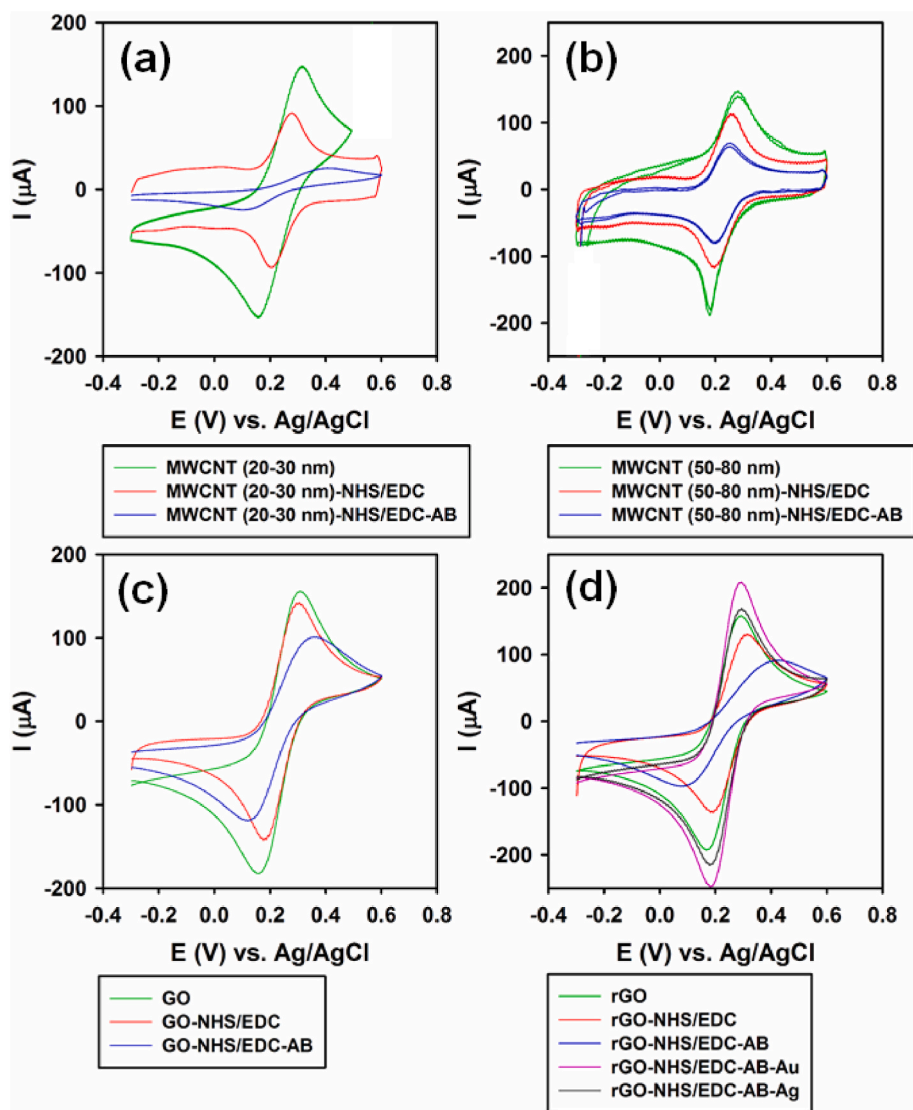 (a)
200
100
0
-100
-200
I (μA)
-0.4 -0.2 0.0 0.2 0.4 0.6 0.8
E (V) vs. Ag/AgCl
MWCNT (20-30 nm)
MWCNT (20-30 nm)-NHS/EDC
MWCNT (20-30 nm)-NHS/EDC-AB
(b)
200
100
0
-100
-200
I (μA)
-0.4 -0.2 0.0 0.2 0.4 0.6 0.8
E (V) vs. Ag/AgCl
MWCNT (50-80 nm)
MWCNT (50-80 nm)-NHS/EDC
MWCNT (50-80 nm)-NHS/EDC-AB
(c)
200
100
0
-100
-200
I (μA)
-0.4 -0.2 0.0 0.2 0.4 0.6 0.8
E (V) vs. Ag/AgCl
GO
GO-NHS/EDC
GO-NHS/EDC-AB
(d)
200
100
0
-100
-200
I (μA)
-0.4 -0.2 0.0 0.2 0.4 0.6 0.8
E (V) vs. Ag/AgCl
rGO
rGO-NHS/EDC
rGO-NHS/EDC-AB
rGO-NHS/EDC-AB-Au
rGO-NHS/EDC-AB-Ag